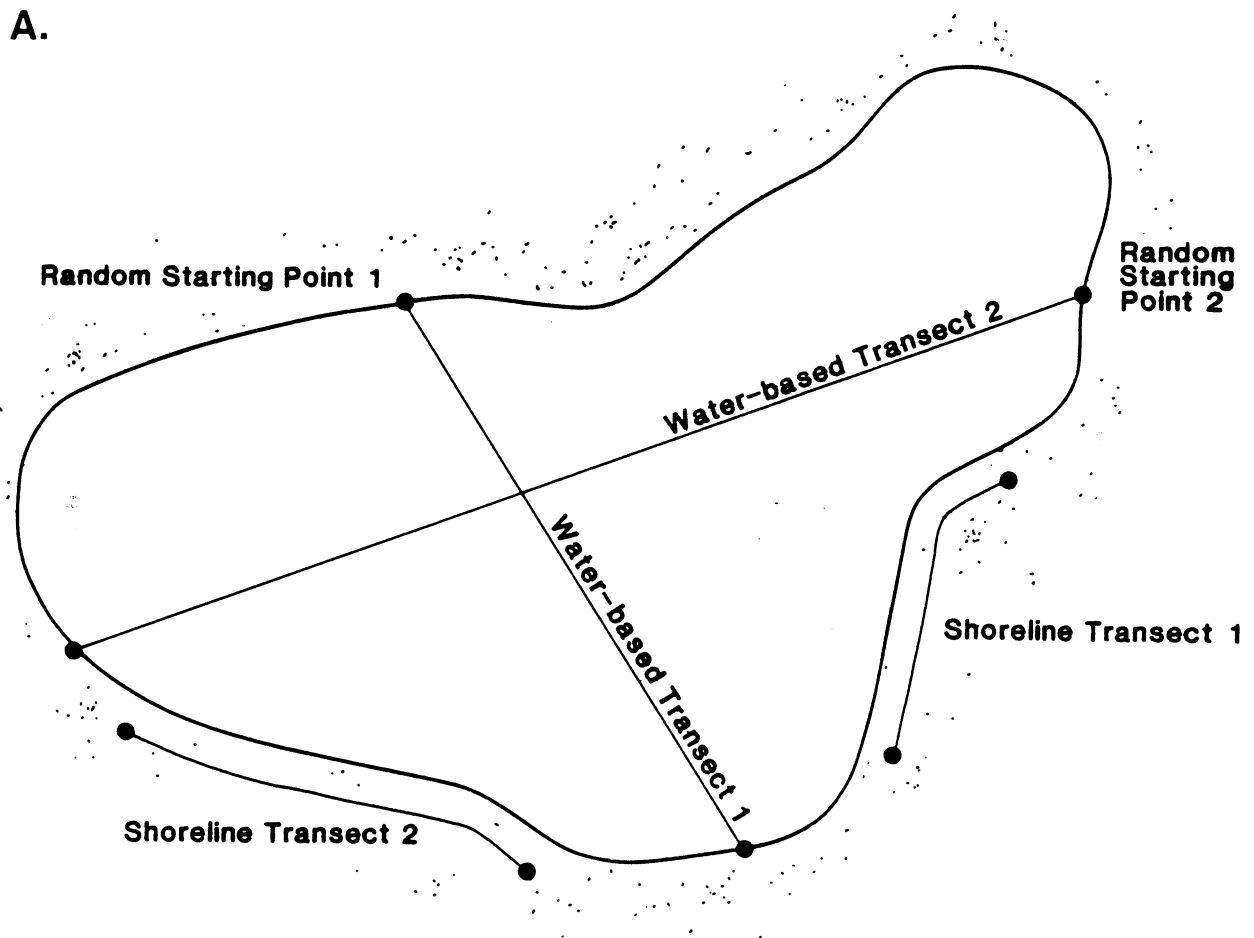 A.
Random Starting Point 1
Random
Starting
Point 2
Water-based Transect 2
Water-based Transect 1
Shoreline Transect 1
Shoreline Transect 2